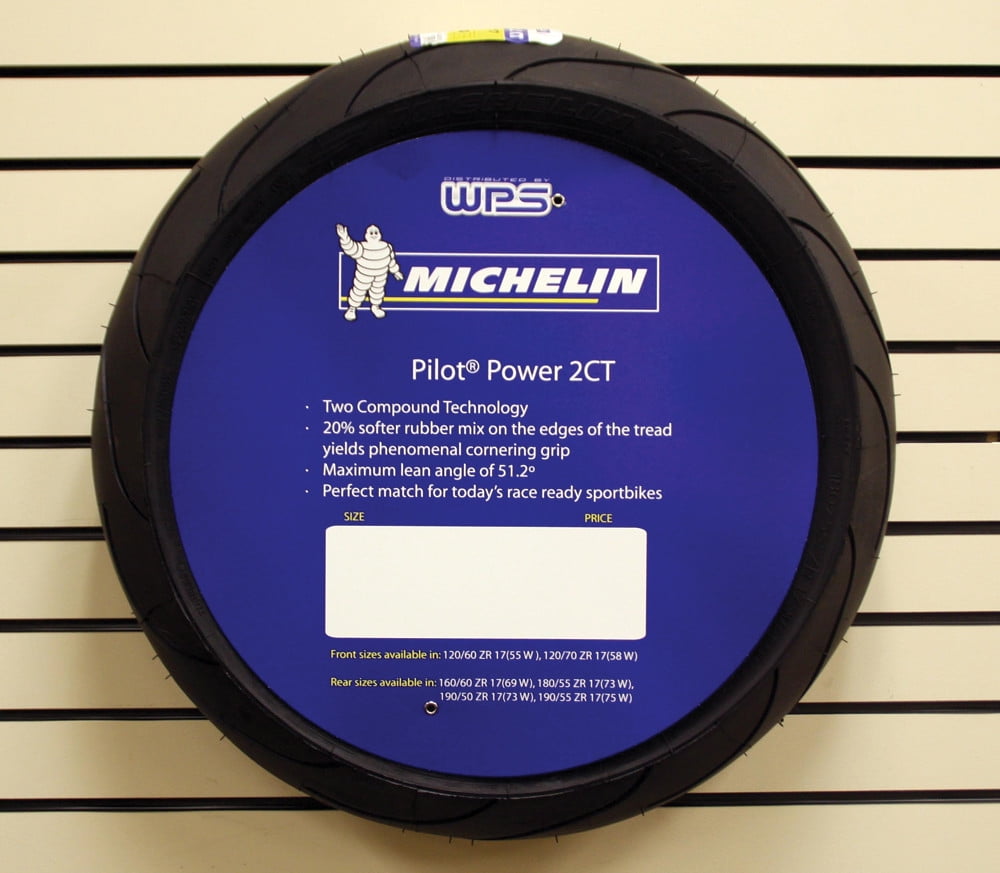 DISTRIBUTED BY
WPS
MICHELIN
Pilot® Power 2CT
· Two Compound Technology
· 20% softer rubber mix on the edges of the tread
yields phenomenal cornering grip
· Maximum lean angle of 51.2º
· Perfect match for today's race ready sportbikes
SIZE PRICE
Front sizes available in: 120/60 ZR 17(55 W ), 120/70 ZR 17(58 W)
Rear sizes available in: 160/60 ZR 17(69 W), 180/55 ZR 17(73 W),
190/50 ZR 17(73 W), 190/55 ZR 17(75 W)
MICHELIN